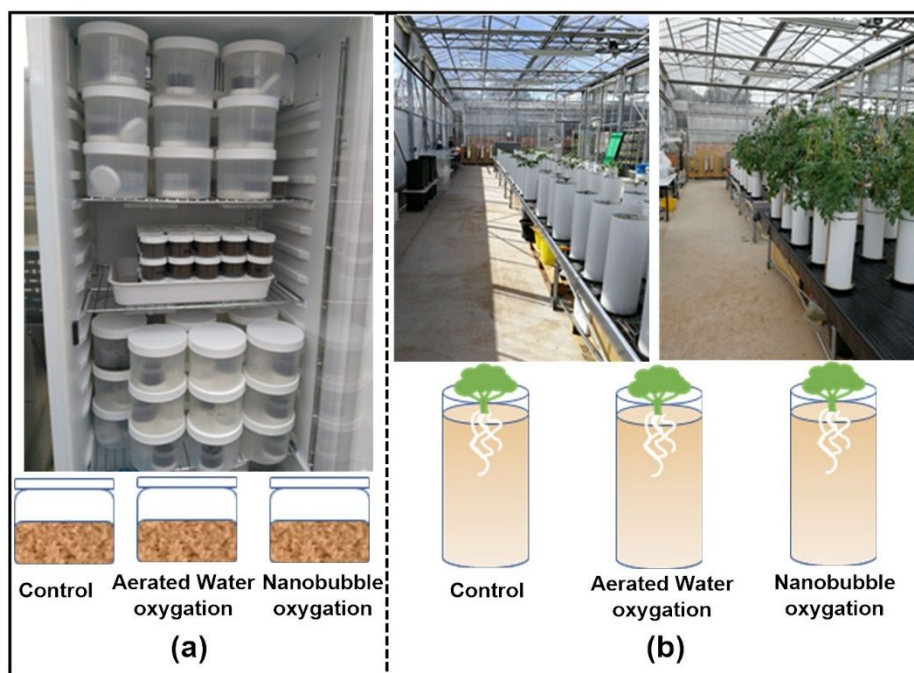 Control
Aerated Water
oxygation
Nanobubble
oxygation
(a)
Control
Aerated Water
oxygation
Nanobubble
oxygation
(b)